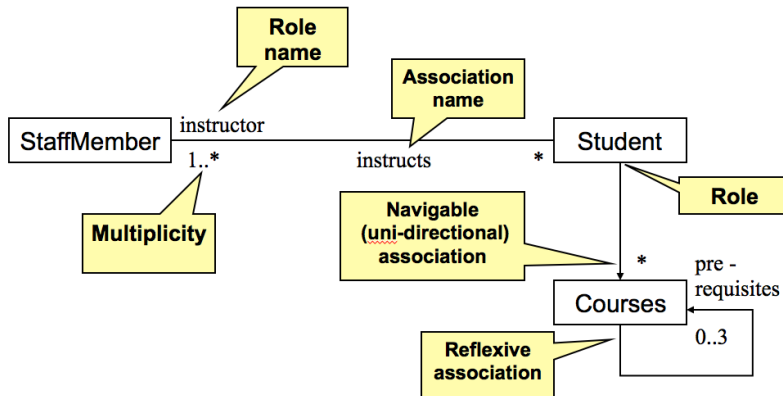 Role
name
Association
name
StaffMember
instructor
1..*
instructs
*
Student
Multiplicity
Role
Navigable
(uni-directional)
association
*
pre -
requisites
Courses
0..3
Reflexive
association